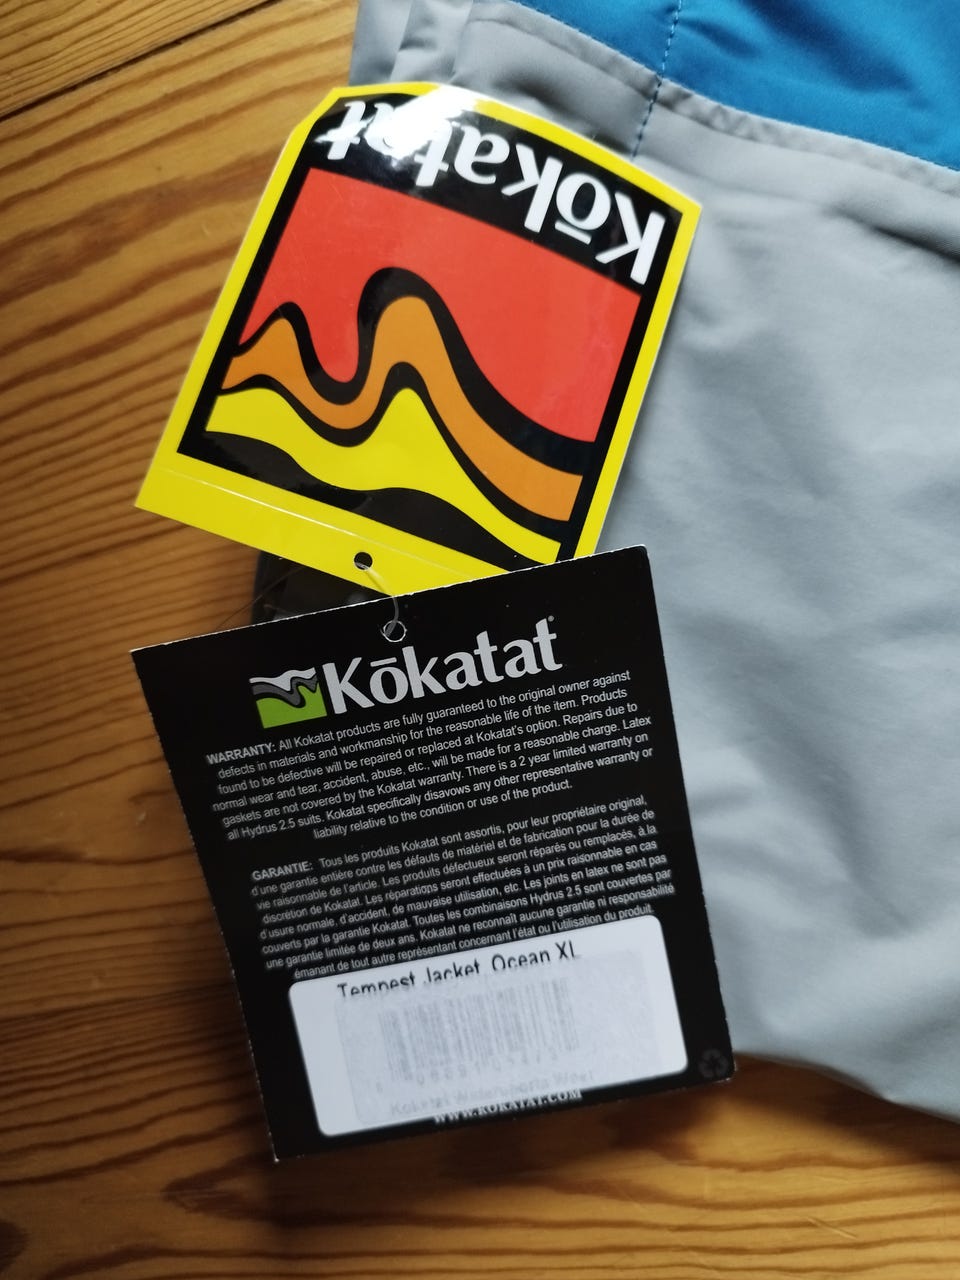 Kōkatat
Kōkatat®
WARRANTY: All Kokatat products are fully guaranteed to the original owner against
defects in materials and workmanship for the reasonable life of the item. Products
found to be defective will be repaired or replaced at Kokatat's option. Repairs due to
normal wear and tear, accident, abuse, etc., will be made for a reasonable charge. Latex
gaskets are not covered by the Kokatat warranty. There is a 2 year limited warranty on
all Hydrus 2.5 suits. Kokatat specifically disavows any other representative warranty or
liability relative to the condition or use of the product.
GARANTIE: Tous les produits Kokatat sont assortis, pour leur propriétaire original,
d'une garantie entière contre les défauts de matériel et de fabrication pour la durée de
vie raisonnable de l'article. Les produits défectueux seront réparés ou remplacés, à la
discrétion de Kokatat. Les réparations seront effectuées à un prix raisonnable en cas
d'usure normale, d'accident, de mauvaise utilisation, etc. Les joints en latex ne sont pas
couverts par la garantie Kokatat. Toutes les combinaisons Hydrus 2.5 sont couvertes par
une garantie limitée de deux ans. Kokatat ne reconnaît aucune garantie ni responsabilité
émanant de tout autre représentant concernant l'état ou l'utilisation du produit.
Tempest Jacket, Ocean XL
WWW.KOKATAT.COM